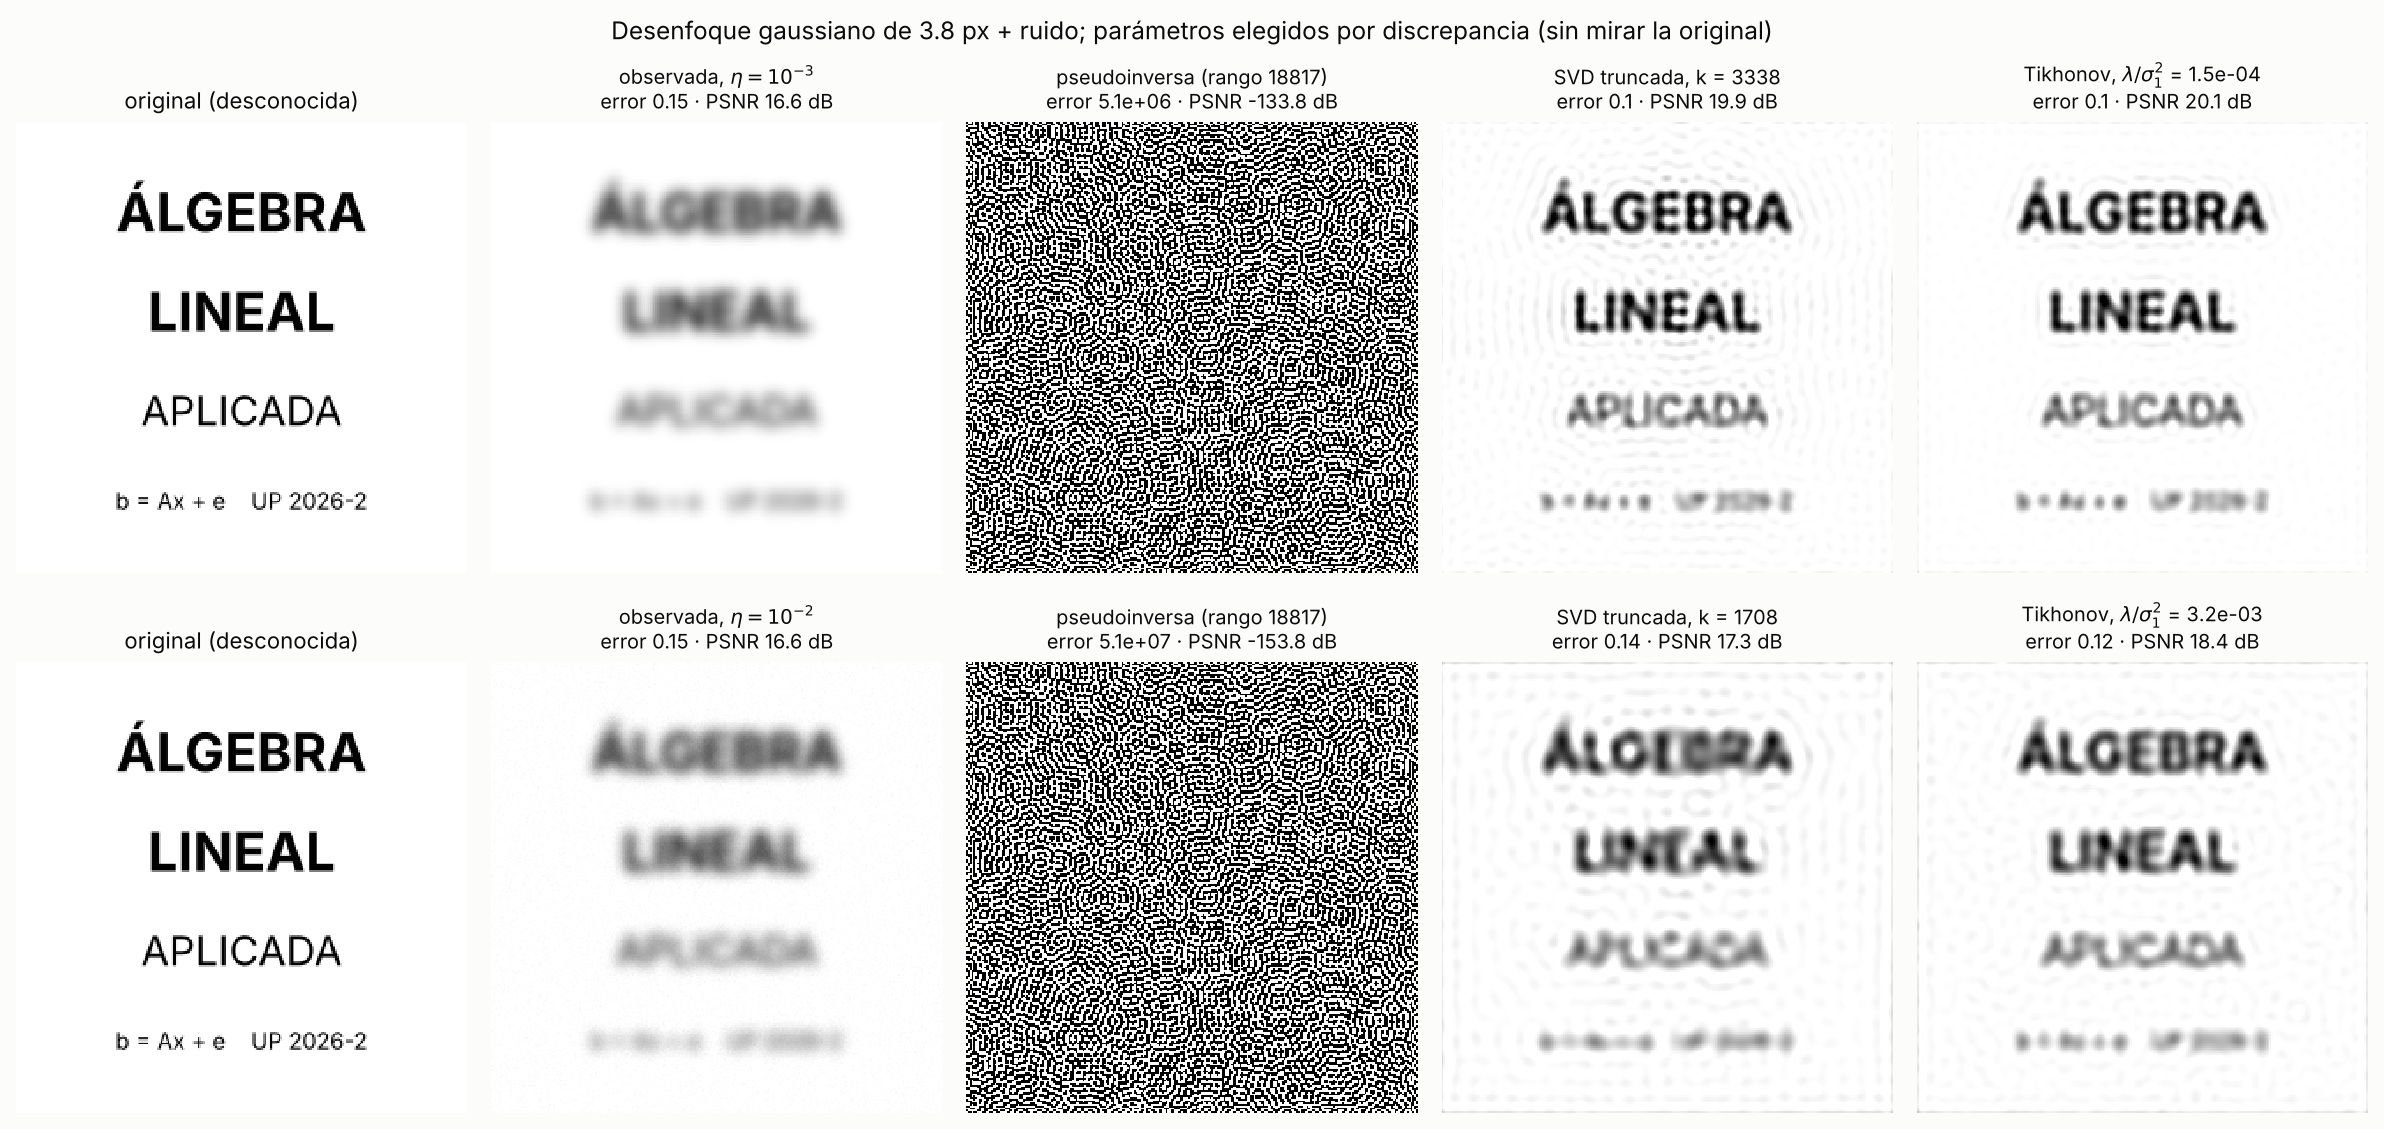 Desenfoque gaussiano de 3.8 px + ruido; parámetros elegidos por discrepancia (sin mirar la original)
original (desconocida)
observada, η = 10⁻³
error 0.15 · PSNR 16.6 dB
pseudoinversa (rango 18817)
error 5.1e+06 · PSNR -133.8 dB
SVD truncada, k = 3338
error 0.1 · PSNR 19.9 dB
Tikhonov, λ/σ₁² = 1.5e-04
error 0.1 · PSNR 20.1 dB
ÁLGEBRA
LINEAL
APLICADA
b = Ax + e UP 2026-2
ÁLGEBRA
LINEAL
APLICADA
ÁLGEBRA
LINEAL
APLICADA
ÁLGEBRA
LINEAL
APLICADA
original (desconocida)
observada, η = 10⁻²
error 0.15 · PSNR 16.6 dB
pseudoinversa (rango 18817)
error 5.1e+07 · PSNR -153.8 dB
SVD truncada, k = 1708
error 0.14 · PSNR 17.3 dB
Tikhonov, λ/σ₁² = 3.2e-03
error 0.12 · PSNR 18.4 dB
ÁLGEBRA
LINEAL
APLICADA
b = Ax + e UP 2026-2
ÁLGEBRA
LINEAL
APLICADA
LINEAL
APLICADA
ÁLGEBRA
LINEAL
APLICADA